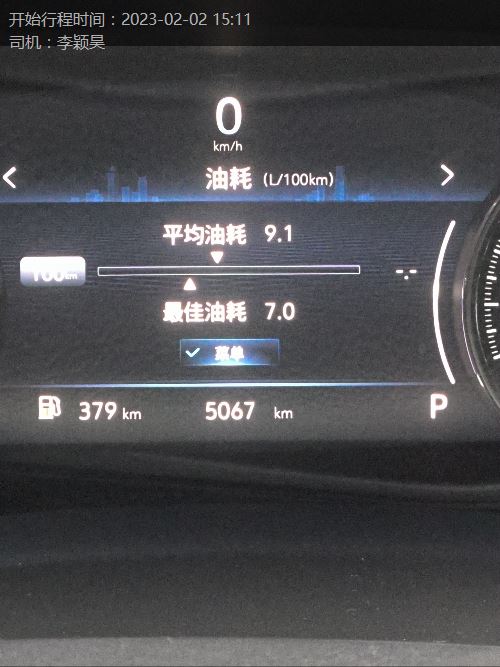 开始行程时间：2023-02-02 15:11
司机：李颖昊
0
km/h
油耗 (L/100km)
平均油耗 9.1
100km
--.-
最佳油耗 7.0
菜单
379 km 5067 km P